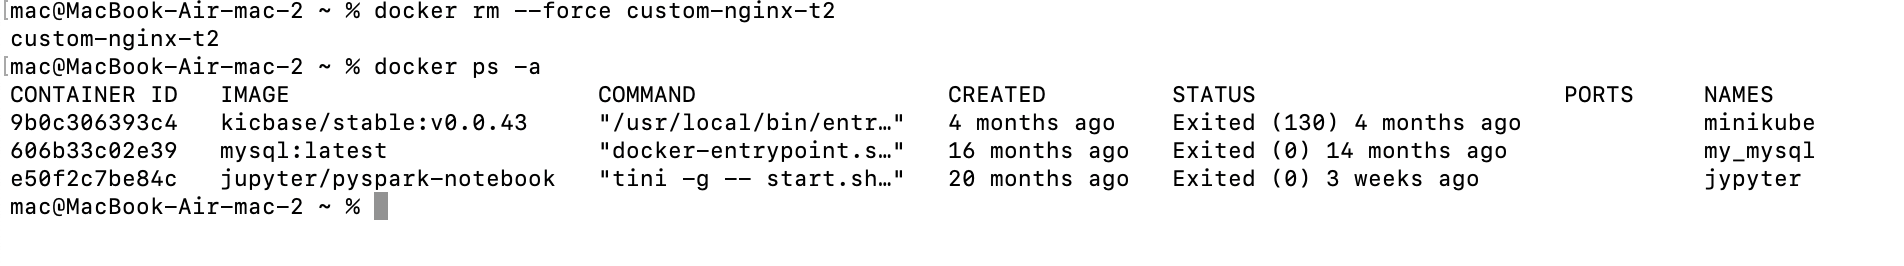 mac@MacBook-Air-mac-2 ~ % docker rm --force custom-nginx-t2
custom-nginx-t2
mac@MacBook-Air-mac-2 ~ % docker ps -a
CONTAINER ID   IMAGE                      COMMAND                  CREATED         STATUS                      PORTS     NAMES
9b0c306393c4   kicbase/stable:v0.0.43     "/usr/local/bin/entr…"   4 months ago    Exited (130) 4 months ago             minikube
606b33c02e39   mysql:latest               "docker-entrypoint.s…"   16 months ago   Exited (0) 14 months ago              my_mysql
e50f2c7be84c   jupyter/pyspark-notebook   "tini -g -- start.sh…"   20 months ago   Exited (0) 3 weeks ago                jypyter
mac@MacBook-Air-mac-2 ~ %